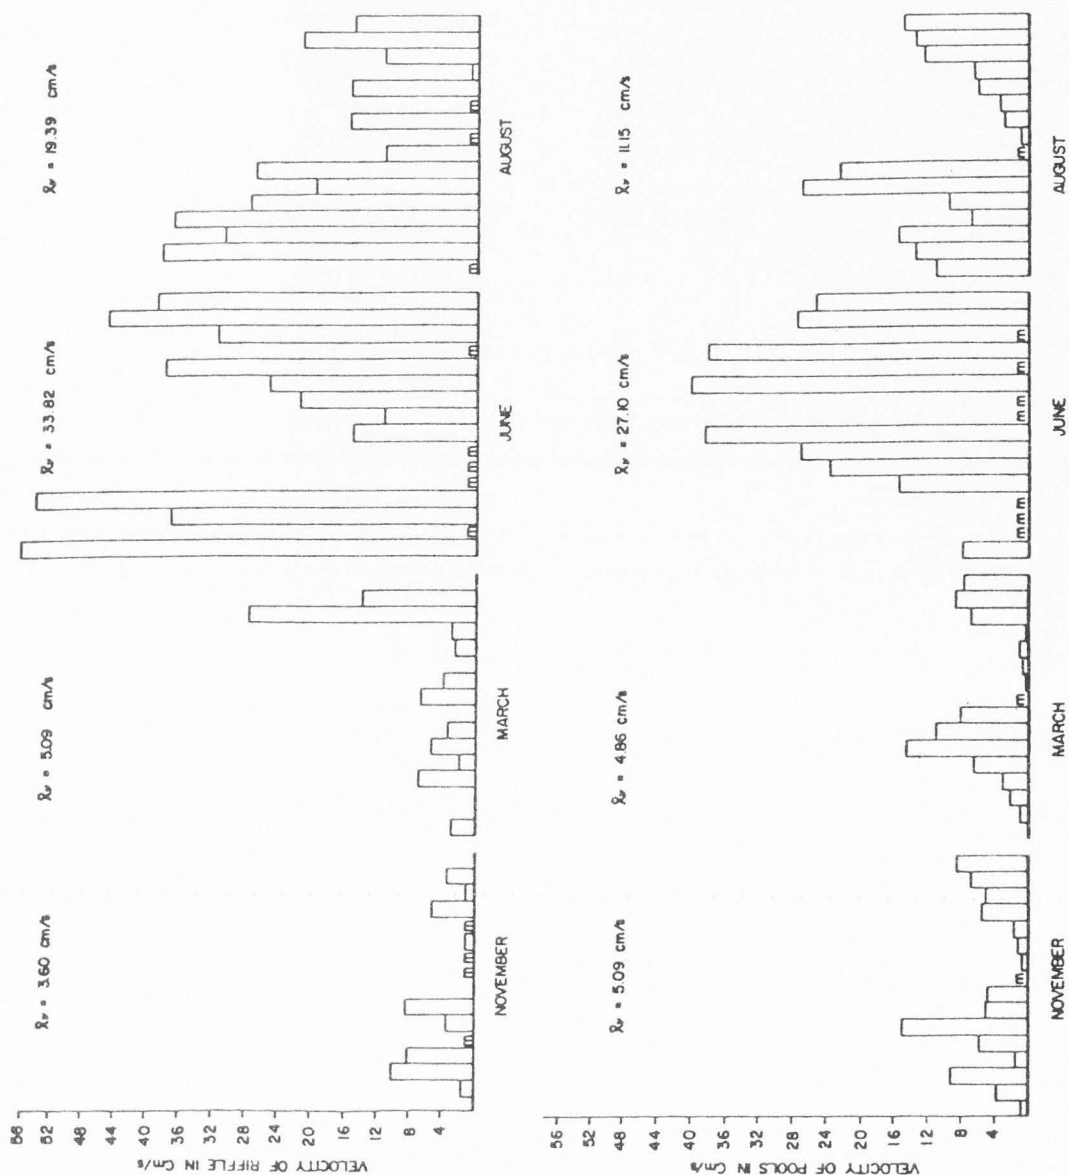 VELOCITY OF RIFFLE IN Cm/s
56
52
48
44
40
36
32
28
24
20
16
12
8
4
x̄ᵥ = 3.60 cm/s
x̄ᵥ = 5.09 cm/s
x̄ᵥ = 33.82 cm/s
x̄ᵥ = 19.39 cm/s
m
m m m
m m m m m
m m m
NOVEMBER
MARCH
JUNE
AUGUST
VELOCITY OF POOLS IN Cm/s
56
52
48
44
40
36
32
28
24
20
16
12
8
4
x̄ᵥ = 5.09 cm/s
x̄ᵥ = 4.86 cm/s
x̄ᵥ = 27.10 cm/s
x̄ᵥ = 11.15 cm/s
m
m
m m m m m m m
m
NOVEMBER
MARCH
JUNE
AUGUST